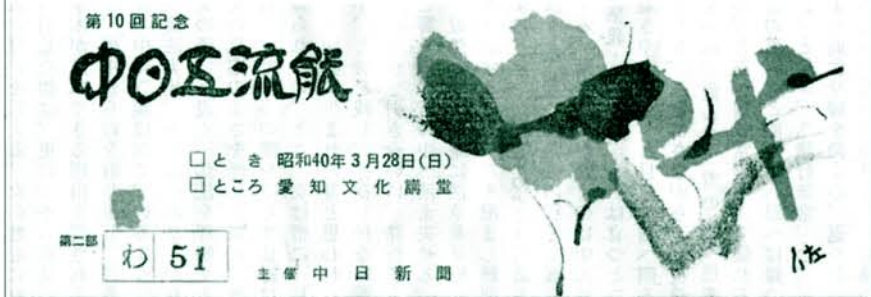 第10回記念
中日五流能
□とき 昭和40年3月28日(日)
□ところ 愛知文化講堂
第二部
わ 51
主催 中日新聞